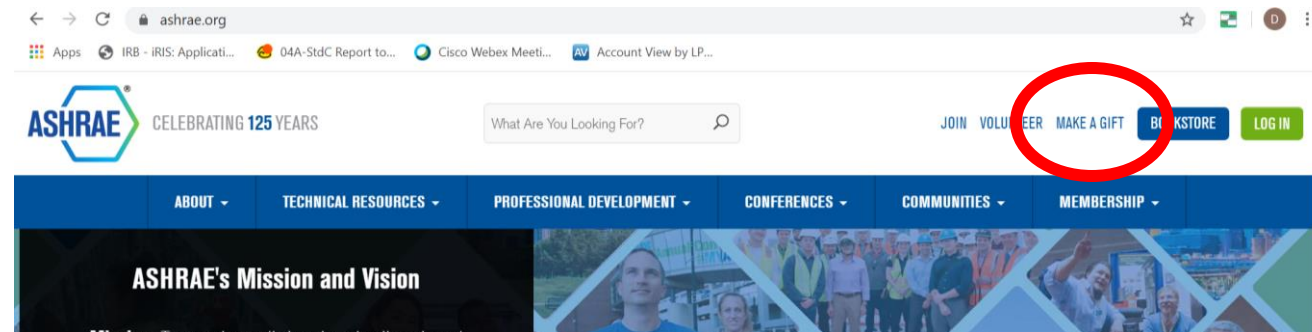 ashrae.org
D
Apps IRB - iRIS: Applicati... 04A-StdC Report to... Cisco Webex Meeti... AV Account View by LP...
ASHRAE® CELEBRATING 125 YEARS What Are You Looking For? JOIN VOLUNTEER MAKE A GIFT BOOKSTORE LOG IN
ABOUT TECHNICAL RESOURCES PROFESSIONAL DEVELOPMENT CONFERENCES COMMUNITIES MEMBERSHIP
ASHRAE's Mission and Vision